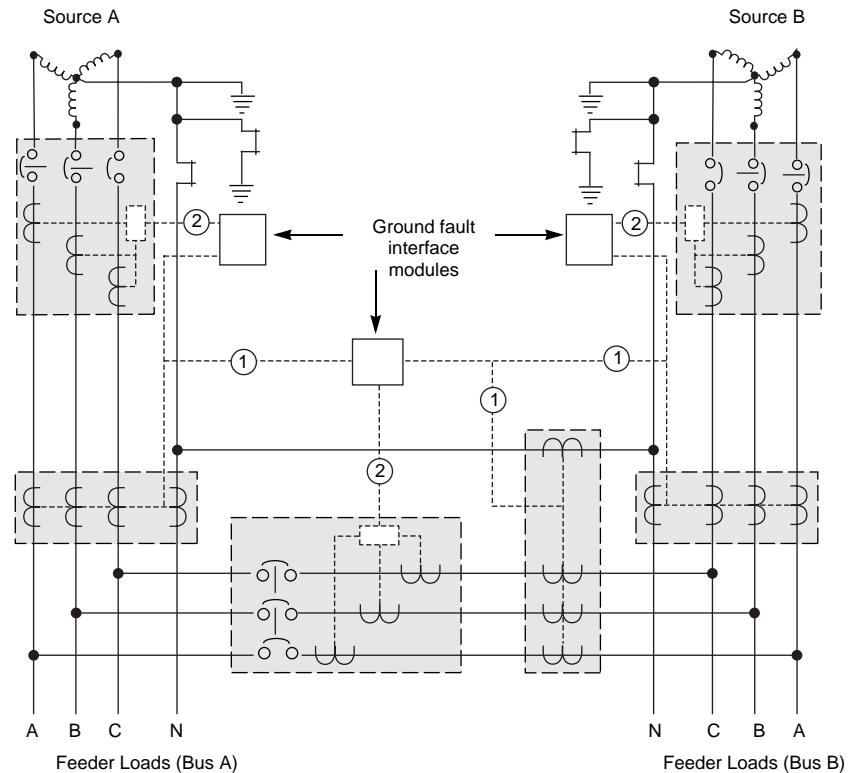 Source A
Source B
2
Ground fault
interface
modules
2
1
1
1
2
A B C N
N C B A
Feeder Loads (Bus A)
Feeder Loads (Bus B)